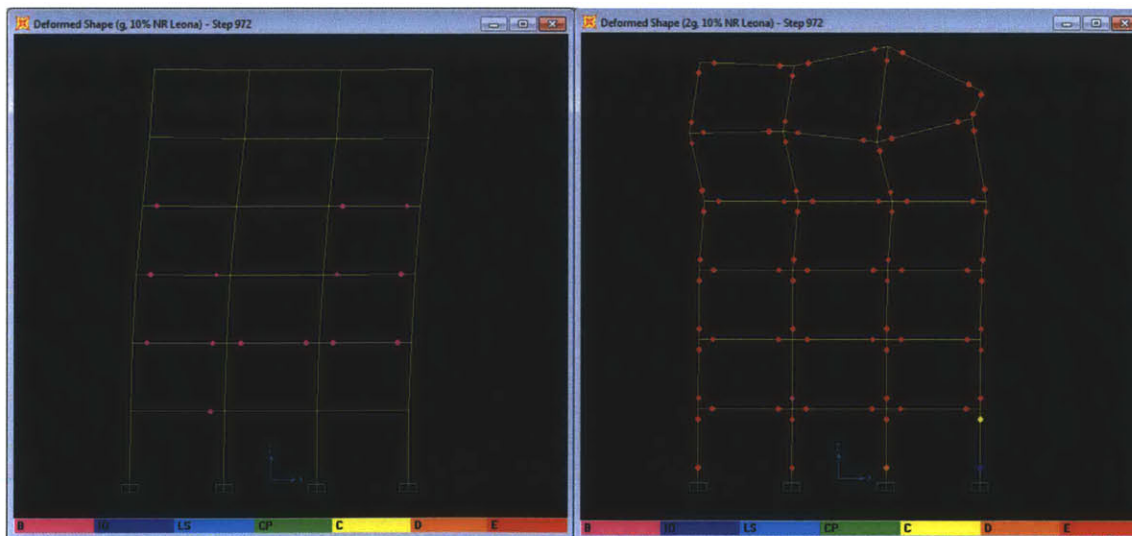 Deformed Shape (g, 10% NR Leona) - Step 972
B IO LS CP C D E
Deformed Shape (2g, 10% NR Leona) - Step 972
B IO LS CP C D E